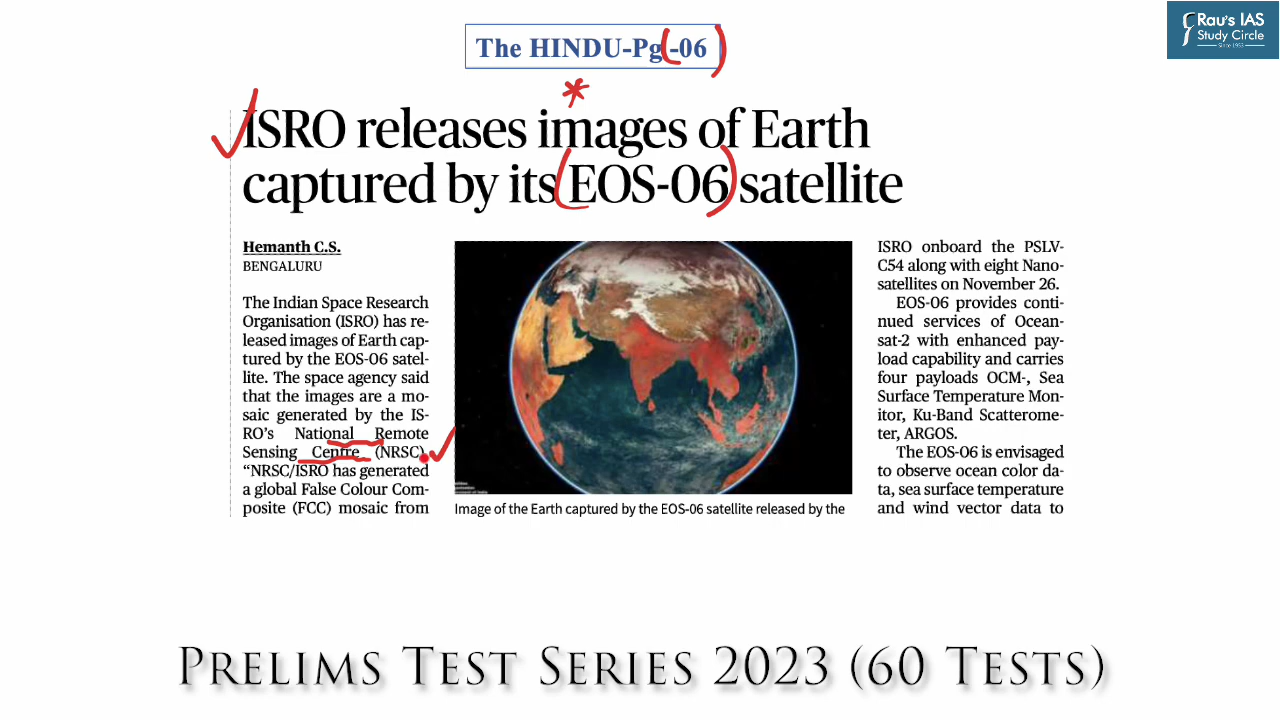 The HINDU-Pg -06
Rau's IAS
Study Circle
Since 1953
ISRO releases images of Earth
captured by its EOS-06 satellite
Hemanth C.S.
BENGALURU
The Indian Space Research
Organisation (ISRO) has re-
leased images of Earth cap-
tured by the EOS-06 satel-
lite. The space agency said
that the images are a mo-
saic generated by the IS-
RO's National Remote
Sensing Centre (NRSC).
“NRSC/ISRO has generated
a global False Colour Com-
posite (FCC) mosaic from
Image of the Earth captured by the EOS-06 satellite released by the
ISRO onboard the PSLV-
C54 along with eight Nano-
satellites on November 26.
EOS-06 provides conti-
nued services of Ocean-
sat-2 with enhanced pay-
load capability and carries
four payloads OCM-, Sea
Surface Temperature Mon-
itor, Ku-Band Scatterome-
ter, ARGOS.
The EOS-06 is envisaged
to observe ocean color da-
ta, sea surface temperature
and wind vector data to
PRELIMS TEST SERIES 2023 (60 TESTS)